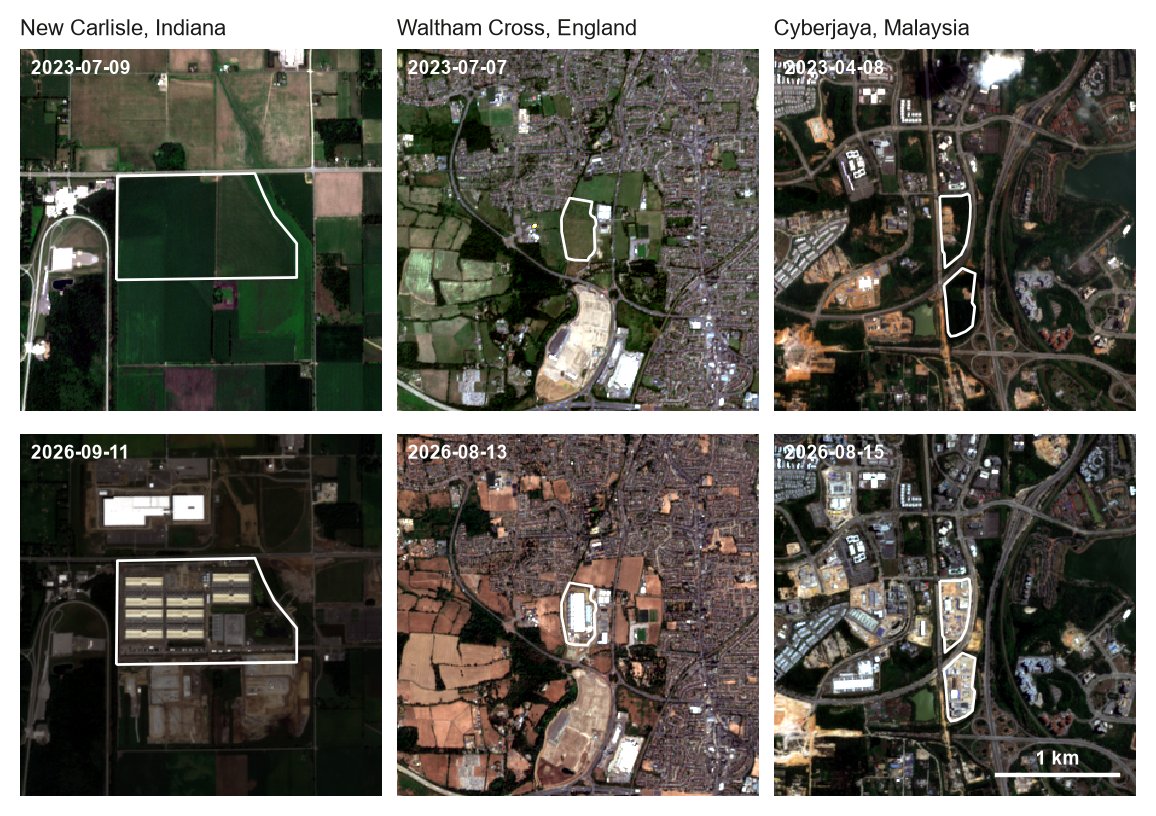 New Carlisle, Indiana
Waltham Cross, England
Cyberjaya, Malaysia
2023-07-09
2023-07-07
2023-04-08
2026-09-11
2026-08-13
2026-08-15
1 km